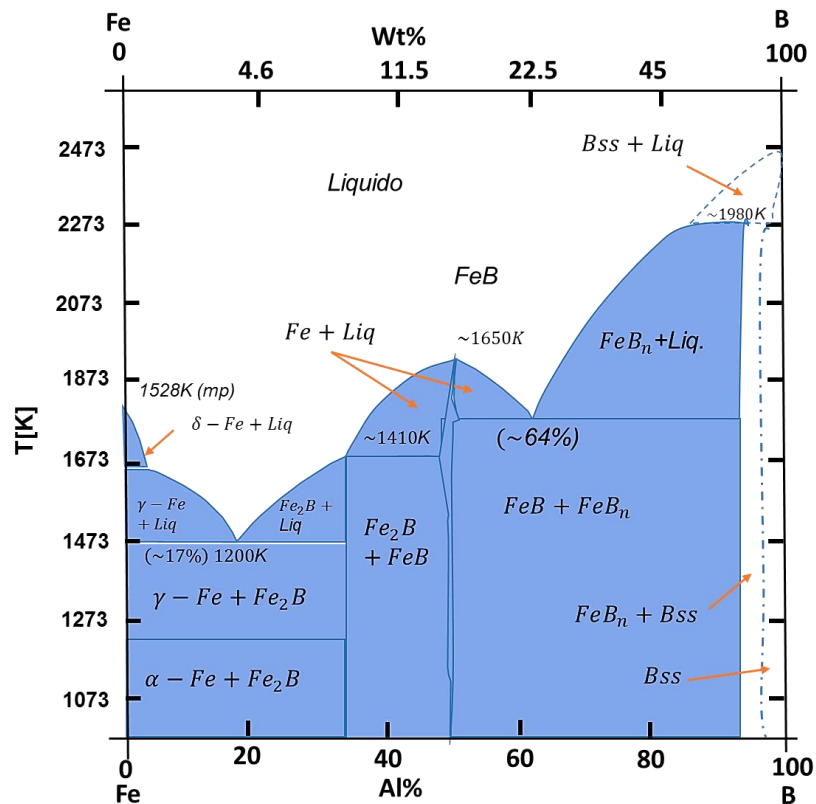 Fe
B
0
Wt%
100
4.6
11.5
22.5
45
2473
Bss + Liq
Liquido
~1980K
2273
FeB
2073
Fe + Liq
~1650K
FeBₙ+Liq.
1873
1528K (mp)
δ − Fe + Liq
T[K]
~1410K
(~64%)
1673
γ − Fe
+ Liq
Fe₂B +
Liq
FeB + FeBₙ
Fe₂B
+ FeB
1473
(~17%) 1200K
γ − Fe + Fe₂B
FeBₙ + Bss
1273
α − Fe + Fe₂B
Bss
1073
0
20
40
60
80
100
Fe
Al%
B